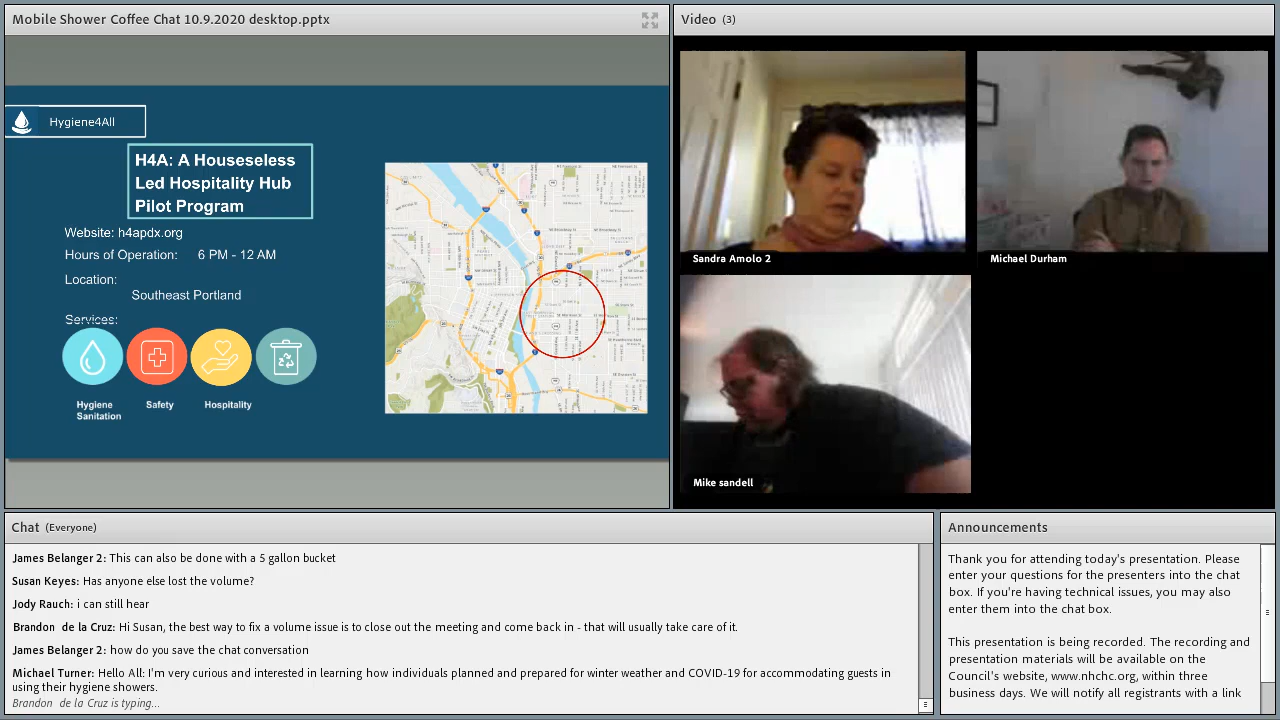 Mobile Shower Coffee Chat 10.9.2020 desktop.pptx
Hygiene4All
H4A: A Houseseless
Led Hospitality Hub
Pilot Program
Website: h4apdx.org
Hours of Operation: 6 PM - 12 AM
Location:
Southeast Portland
Services:
Hygiene
Sanitation
Safety
Hospitality
Video (3)
Sandra Amolo 2
Michael Durham
Mike sandell
Chat (Everyone)
James Belanger 2: This can also be done with a 5 gallon bucket
Susan Keyes: Has anyone else lost the volume?
Jody Rauch: i can still hear
Brandon de la Cruz: Hi Susan, the best way to fix a volume issue is to close out the meeting and come back in - that will usually take care of it.
James Belanger 2: how do you save the chat conversation
Michael Turner: Hello All: I'm very curious and interested in learning how individuals planned and prepared for winter weather and COVID-19 for accommodating guests in
using their hygiene showers.
Brandon de la Cruz is typing...
Announcements
Thank you for attending today's presentation. Please
enter your questions for the presenters into the chat
box. If you're having technical issues, you may also
enter them into the chat box.
This presentation is being recorded. The recording and
presentation materials will be available on the
Council's website, www.nhchc.org, within three
business days. We will notify all registrants with a link